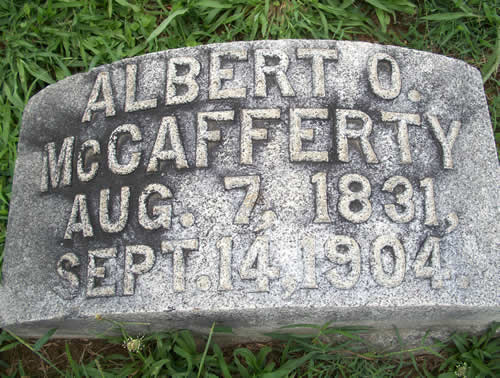 ALBERT O.
McCAFFERTY
AUG. 7, 1831,
SEPT. 14, 1904.